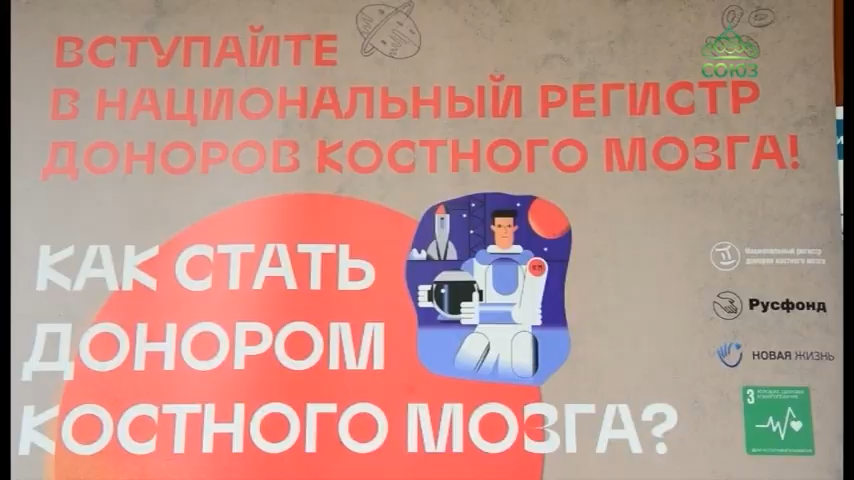 ВСТУПАЙТЕ
СОЮЗ
В НАЦИОНАЛЬНЫЙ РЕГИСТР
ДОНОРОВ КОСТНОГО МОЗГА!
КАК СТАТЬ
ДОНОРОМ
КОСТНОГО МОЗГА?
Национальный регистр
доноров костного мозга
Русфонд
НОВАЯ ЖИЗНЬ
3